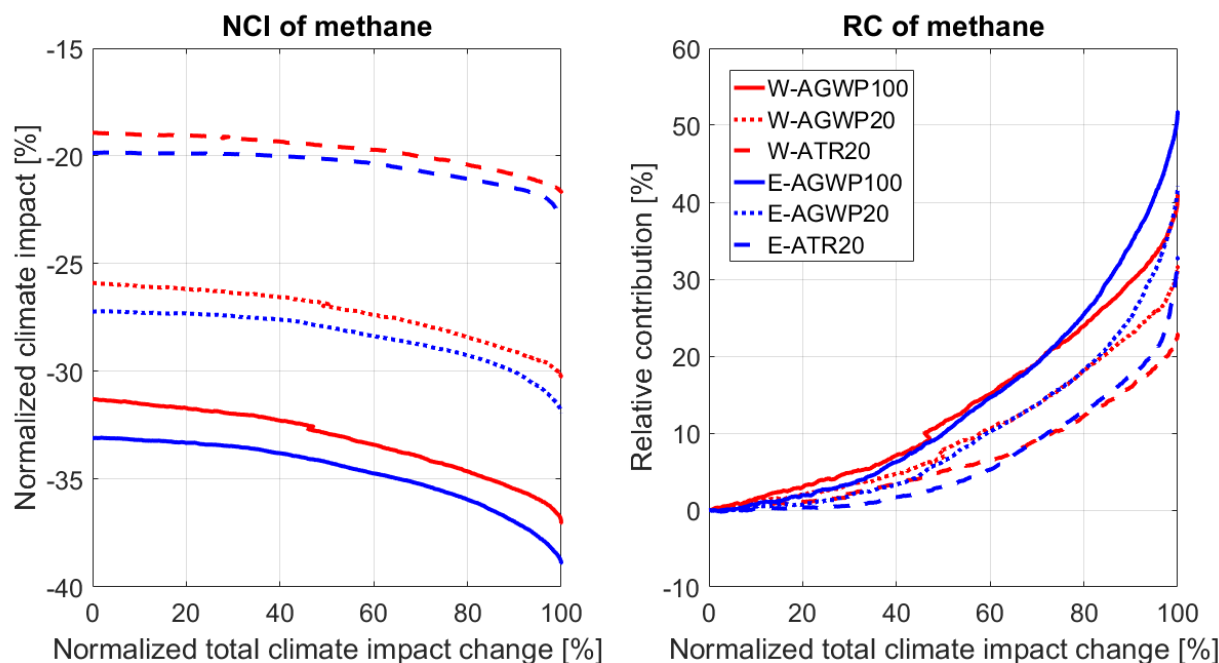 NCI of methane
-15
-20
-25
-30
-35
-40
0 20 40 60 80 100
Normalized climate impact [%]
Normalized total climate impact change [%]
RC of methane
60
50
40
30
20
10
0
-10
0 20 40 60 80 100
Relative contribution [%]
Normalized total climate impact change [%]
W-AGWP100
W-AGWP20
W-ATR20
E-AGWP100
E-AGWP20
E-ATR20